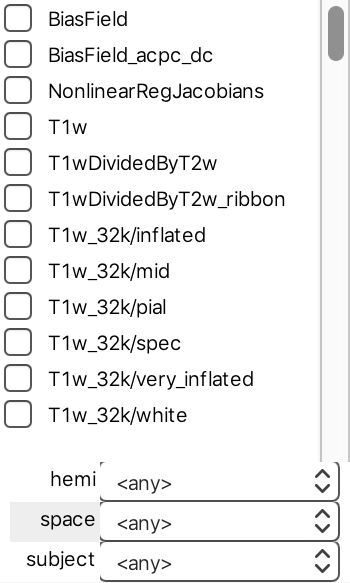 BiasField
BiasField_acpc_dc
NonlinearRegJacobians
T1w
T1wDividedByT2w
T1wDividedByT2w_ribbon
T1w_32k/inflated
T1w_32k/mid
T1w_32k/pial
T1w_32k/spec
T1w_32k/very_inflated
T1w_32k/white
hemi <any>
space <any>
subject <any>